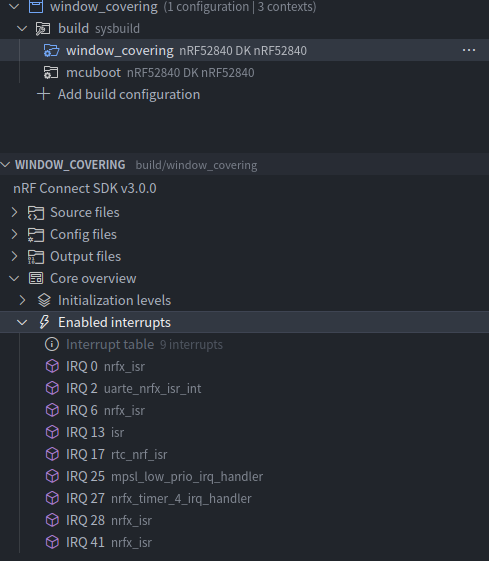 window_covering (1 configuration | 3 contexts)
build sysbuild
window_covering nRF52840 DK nRF52840 ...
mcuboot nRF52840 DK nRF52840
Add build configuration
WINDOW_COVERING build/window_covering
nRF Connect SDK v3.0.0
Source files
Config files
Output files
Core overview
Initialization levels
Enabled interrupts
Interrupt table 9 interrupts
IRQ 0 nrfx_isr
IRQ 2 uarte_nrfx_isr_int
IRQ 6 nrfx_isr
IRQ 13 isr
IRQ 17 rtc_nrf_isr
IRQ 25 mpsl_low_prio_irq_handler
IRQ 27 nrfx_timer_4_irq_handler
IRQ 28 nrfx_isr
IRQ 41 nrfx_isr